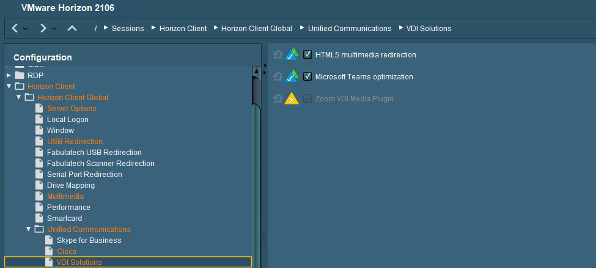 VMware Horizon 2106
/ Sessions Horizon Client Horizon Client Global Unified Communications VDI Solutions
Configuration
RDP
Horizon Client
Horizon Client Global
Server Options
Local Logon
Window
USB Redirection
Fabulatech USB Redirection
Fabulatech Scanner Redirection
Serial Port Redirection
Drive Mapping
Multimedia
Performance
Smartcard
Unified Communications
Skype for Business
Cisco
VDI Solutions
HTML5 multimedia redirection
Microsoft Teams optimization
Zoom VDI Media Plugin